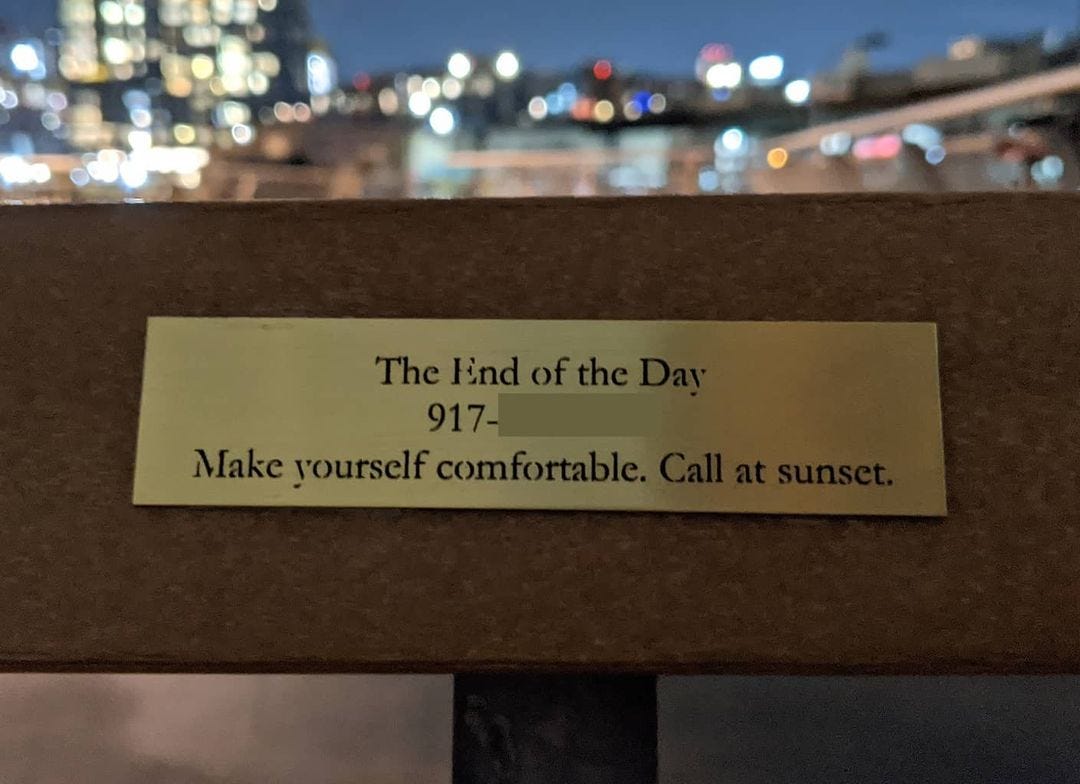 The End of the Day
917-
Make yourself comfortable. Call at sunset.